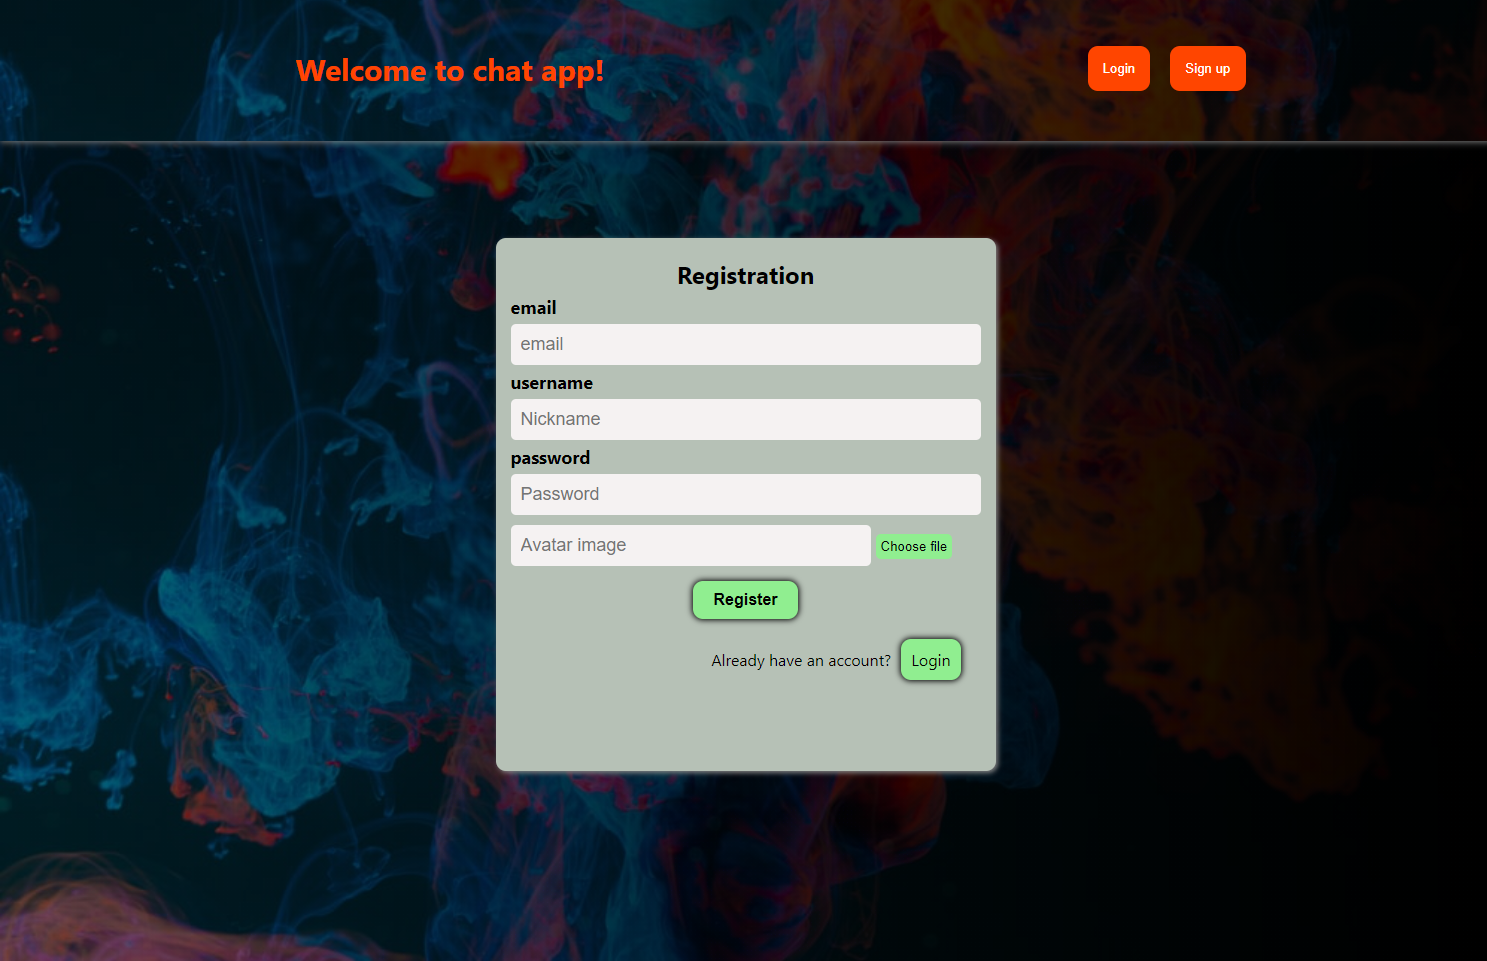 Welcome to chat app!
Login
Sign up
Registration
email
email
username
Nickname
password
Password
Avatar image
Choose file
Register
Already have an account?
Login